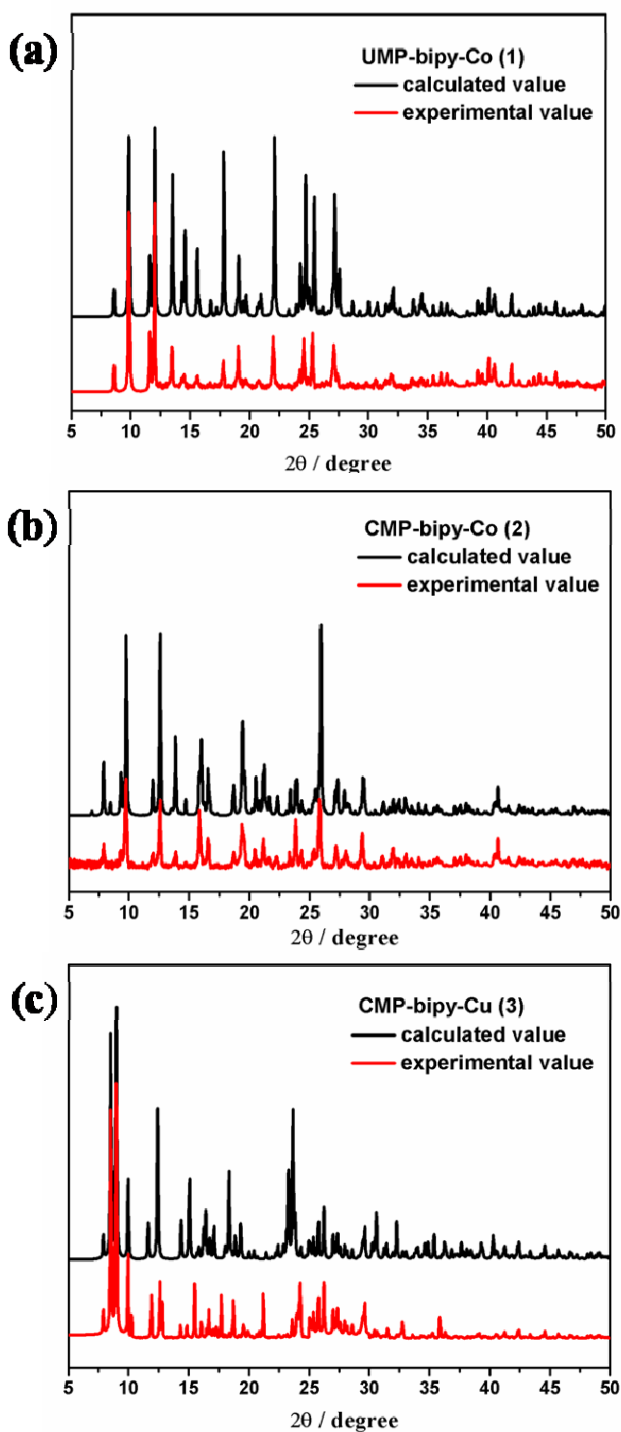 (a)
UMP-bipy-Co (1)
calculated value
experimental value
5 10 15 20 25 30 35 40 45 50
2θ / degree
(b)
CMP-bipy-Co (2)
calculated value
experimental value
5 10 15 20 25 30 35 40 45 50
2θ / degree
(c)
CMP-bipy-Cu (3)
calculated value
experimental value
5 10 15 20 25 30 35 40 45 50
2θ / degree